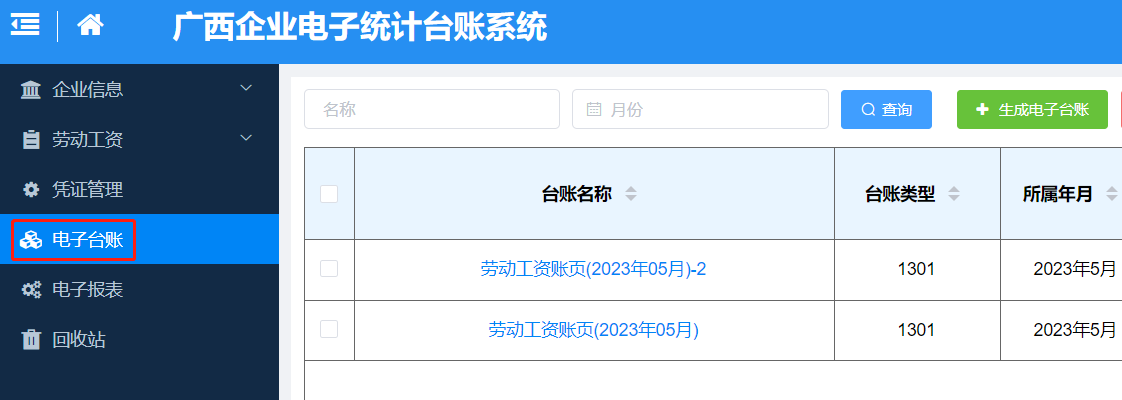 广西企业电子统计台账系统
企业信息
劳动工资
凭证管理
电子台账
电子报表
回收站
名称 月份 查询 生成电子台账
台账名称 台账类型 所属年月
劳动工资账页(2023年05月)-2 1301 2023年5月
劳动工资账页(2023年05月) 1301 2023年5月